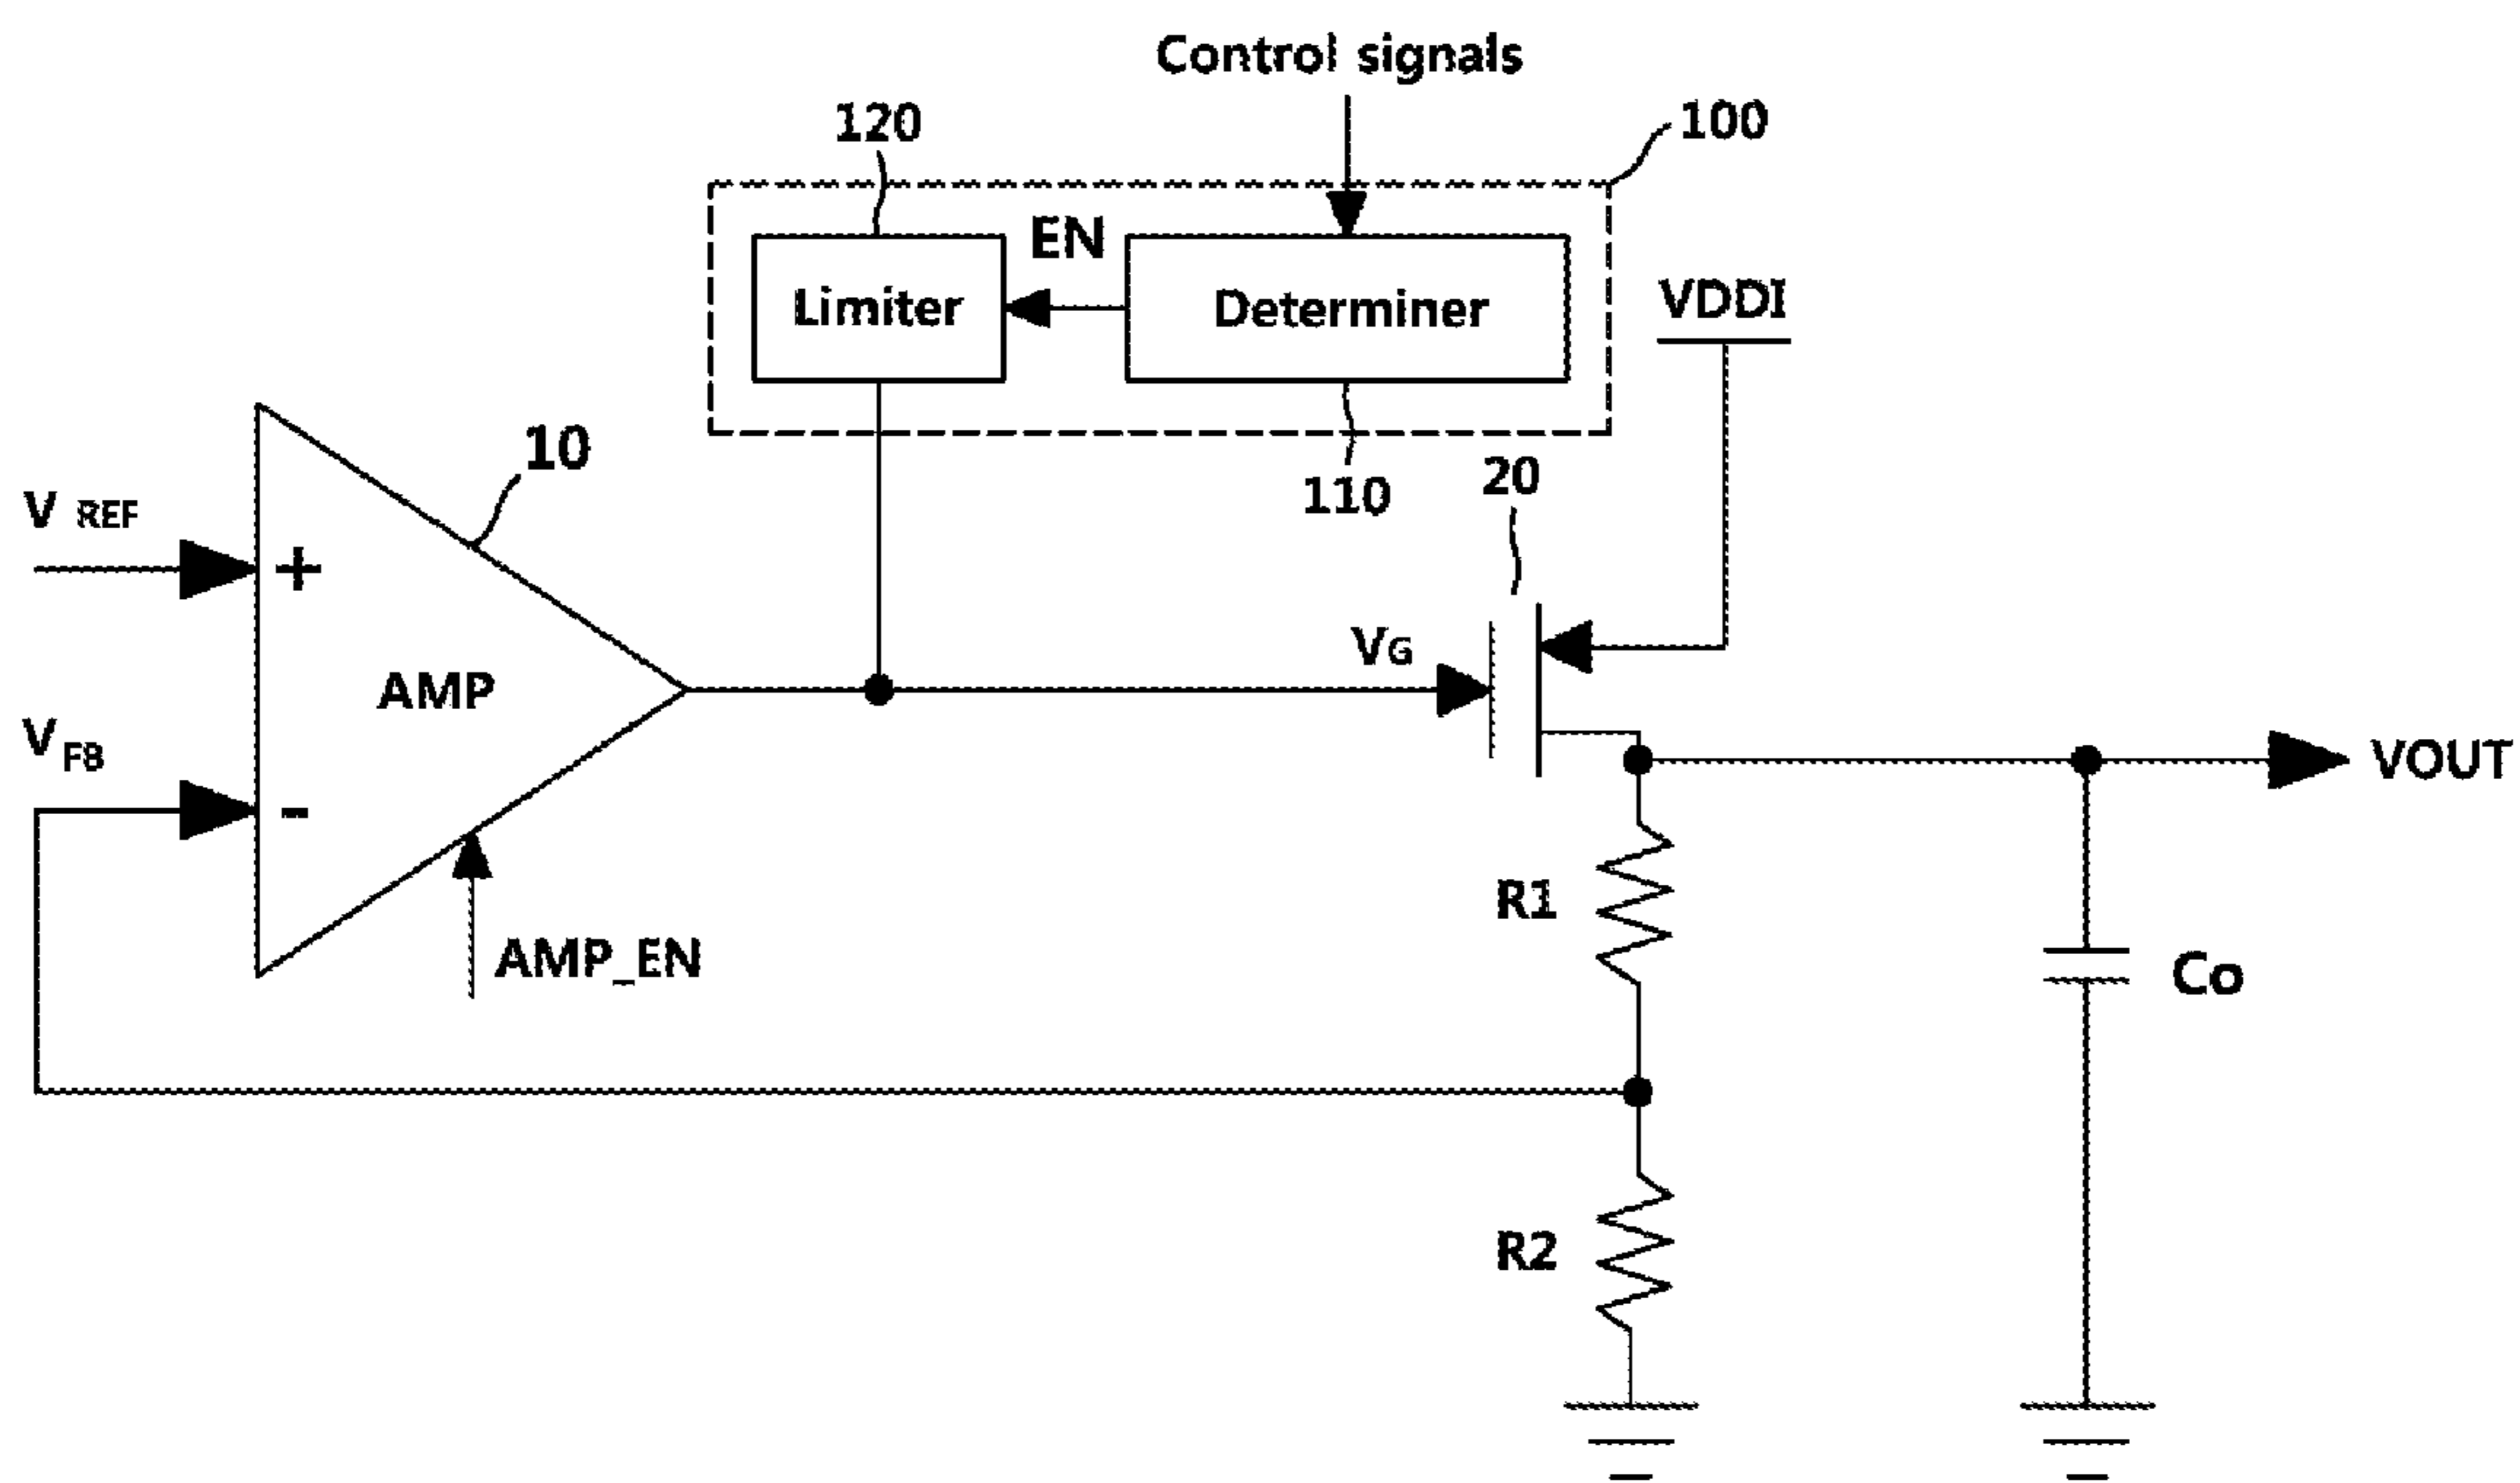 Control signals
120
100
EN
Limiter
Determiner
VDDI
10
110
20
V REF
+
VG
AMP
VFB
-
VOUT
R1
AMP_EN
Co
R2